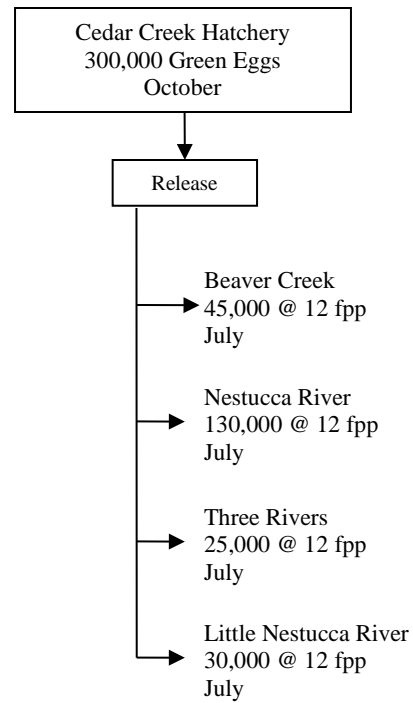 Cedar Creek Hatchery
300,000 Green Eggs
October
Release
Beaver Creek
45,000 @ 12 fpp
July
Nestucca River
130,000 @ 12 fpp
July
Three Rivers
25,000 @ 12 fpp
July
Little Nestucca River
30,000 @ 12 fpp
July